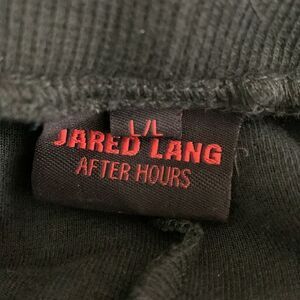 L/L
JARED LANG
AFTER HOURS